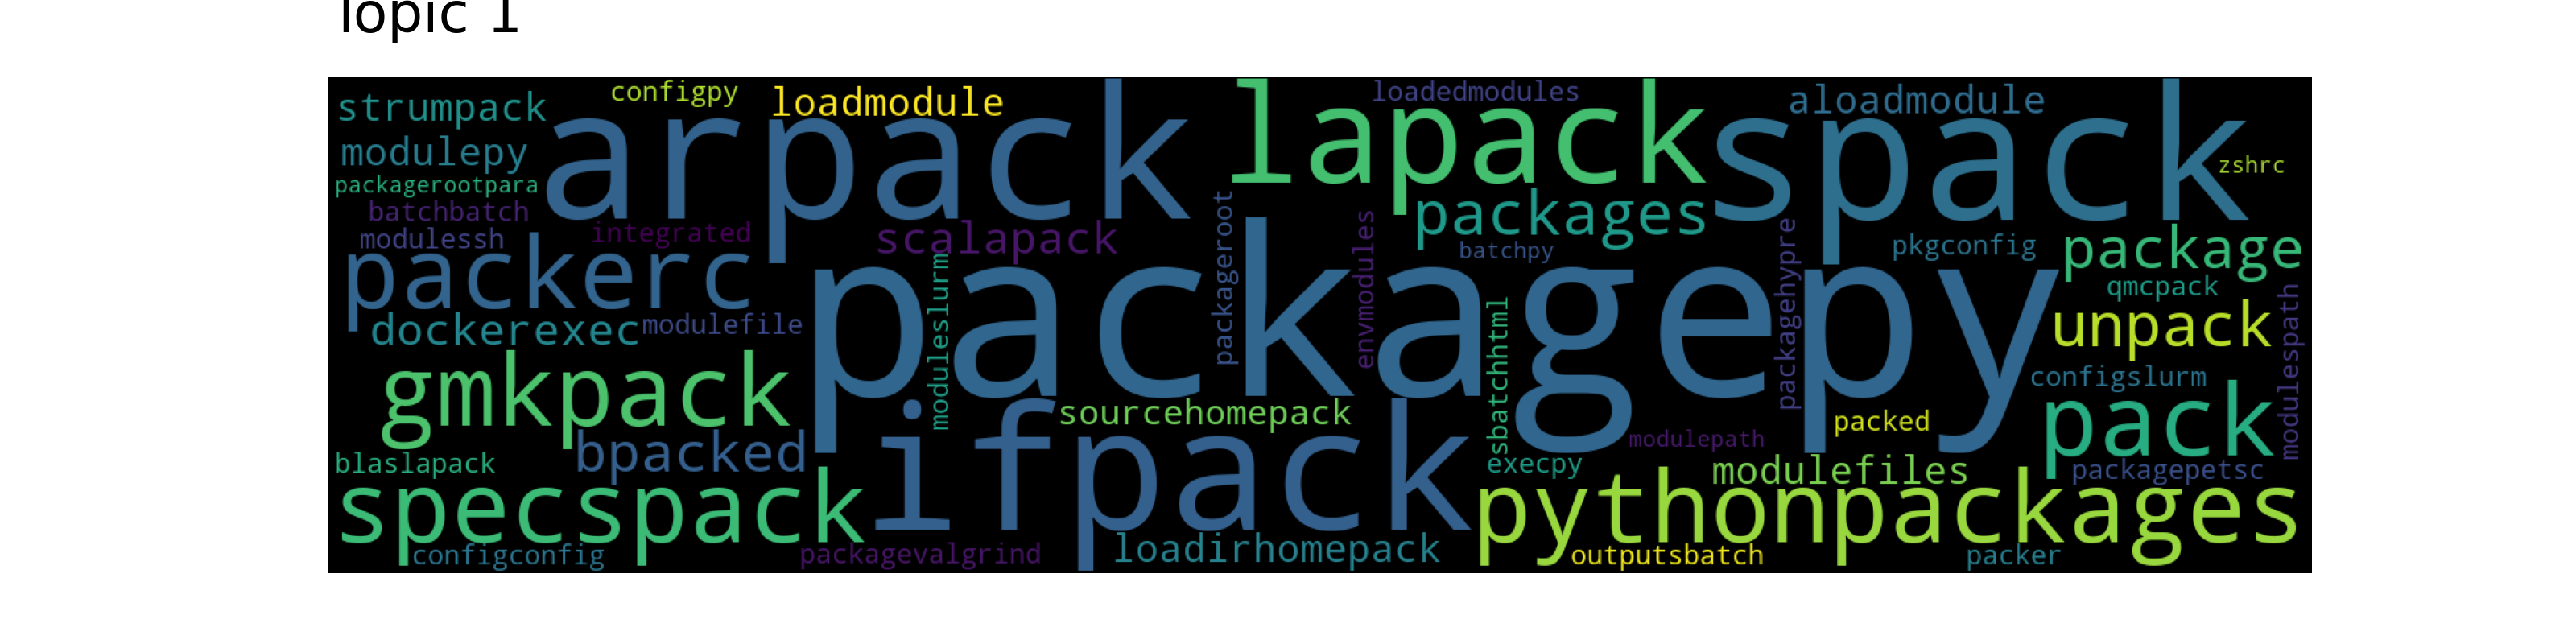 Topic 1
strumpack
configpy
loadmodule
arpack
lapack
loadedmodules
aloadmodule
spack
zshrc
modulepy
packagerootpara
batchbatch
modulessh
integrated
scalapack
packageroot
envmodules
packages
batchpy
packagehypre
pkgconfig
package
qmcpack
packerc
dockerexec
modulefile
moduleslurm
packagepy
unpack
modulespath
configslurm
gmkpack
sourcehomepack
sbatchhtml
packed
pack
bpacked
ifpack
modulepath
blaslapack
execpy
modulefiles
packagepetsc
specspack
pythonpackages
configconfig
packagevalgrind
loadirhomepack
outputsbatch
packer